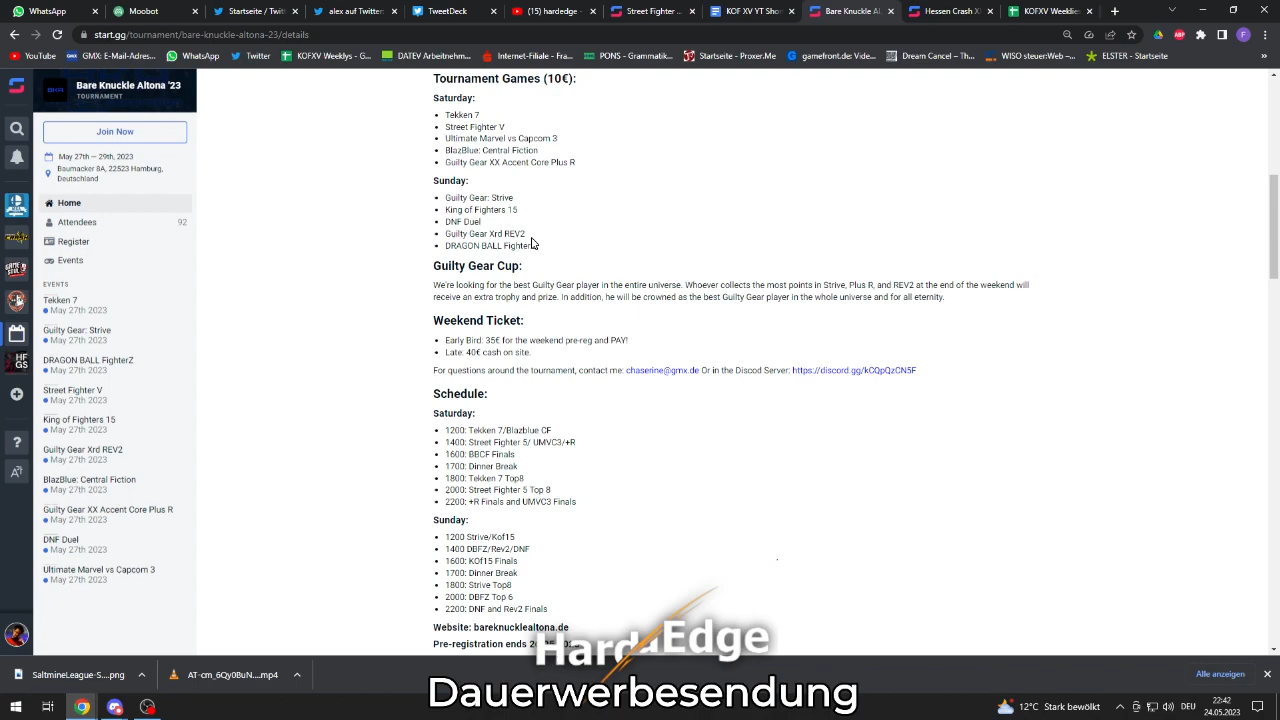 WhatsApp
Moobot
Startseite / Twitter
alex auf Twitter
TweetDeck
(15) hardedge - 
Street Fighter 
KOF XV YT Sho
Bare Knuckle Al
Hessen Crash X
KOFXV Weeklies
start.gg/tournament/bare-knuckle-altona-23/details
YouTube
GMX: E-Mail-Adres...
WhatsApp
Twitter
KOFXV Weeklys - G...
DATEV Arbeitnehm...
Internet-Filiale - Fra...
PONS - Grammatik...
Startseite - Proxer.Me
gamefront.de: Vide...
Dream Cancel – Th...
WISO steuer:Web –...
ELSTER - Startseite
Bare Knuckle Altona '23
TOURNAMENT
Join Now
May 27th — 29th, 2023
Baumacker 8A, 22523 Hamburg,
Deutschland
Home
Attendees 92
Register
Events
EVENTS
Tekken 7
May 27th 2023
Guilty Gear: Strive
May 27th 2023
DRAGON BALL FighterZ
May 27th 2023
Street Fighter V
May 27th 2023
King of Fighters 15
May 27th 2023
Guilty Gear Xrd REV2
May 27th 2023
BlazBlue: Central Fiction
May 27th 2023
Guilty Gear XX Accent Core Plus R
May 27th 2023
DNF Duel
May 27th 2023
Ultimate Marvel vs Capcom 3
May 27th 2023
Tournament Games (10€):
Saturday:
Tekken 7
Street Fighter V
Ultimate Marvel vs Capcom 3
BlazBlue: Central Fiction
Guilty Gear XX Accent Core Plus R
Sunday:
Guilty Gear: Strive
King of Fighters 15
DNF Duel
Guilty Gear Xrd REV2
DRAGON BALL Fighter
Guilty Gear Cup:
We're looking for the best Guilty Gear player in the entire universe. Whoever collects the most points in Strive, Plus R, and REV2 at the end of the weekend will
receive an extra trophy and prize. In addition, he will be crowned as the best Guilty Gear player in the whole universe and for all eternity.
Weekend Ticket:
Early Bird: 35€ for the weekend pre-reg and PAY!
Late: 40€ cash on site.
For questions around the tournament, contact me: chaserine@gmx.de Or in the Discod Server: https://discord.gg/kCQpQzCN5F
Schedule:
Saturday:
1200: Tekken 7/Blazblue CF
1400: Street Fighter 5/ UMVC3/+R
1600: BBCF Finals
1700: Dinner Break
1800: Tekken 7 Top8
2000: Street Fighter 5 Top 8
2200: +R Finals and UMVC3 Finals
Sunday:
1200 Strive/Kof15
1400 DBFZ/Rev2/DNF
1600: KOf15 Finals
1700: Dinner Break
1800: Strive Top8
2000: DBFZ Top 6
2200: DNF and Rev2 Finals
Website: bareknucklealtona.de
Pre-registration ends
HardEdge
Dauerwerbesendung
SaltmineLeague-S....png
AT-cm_6Qy0BuN....mp4
Alle anzeigen
12°C Stark bewölkt
DEU
22:42
24.05.2023